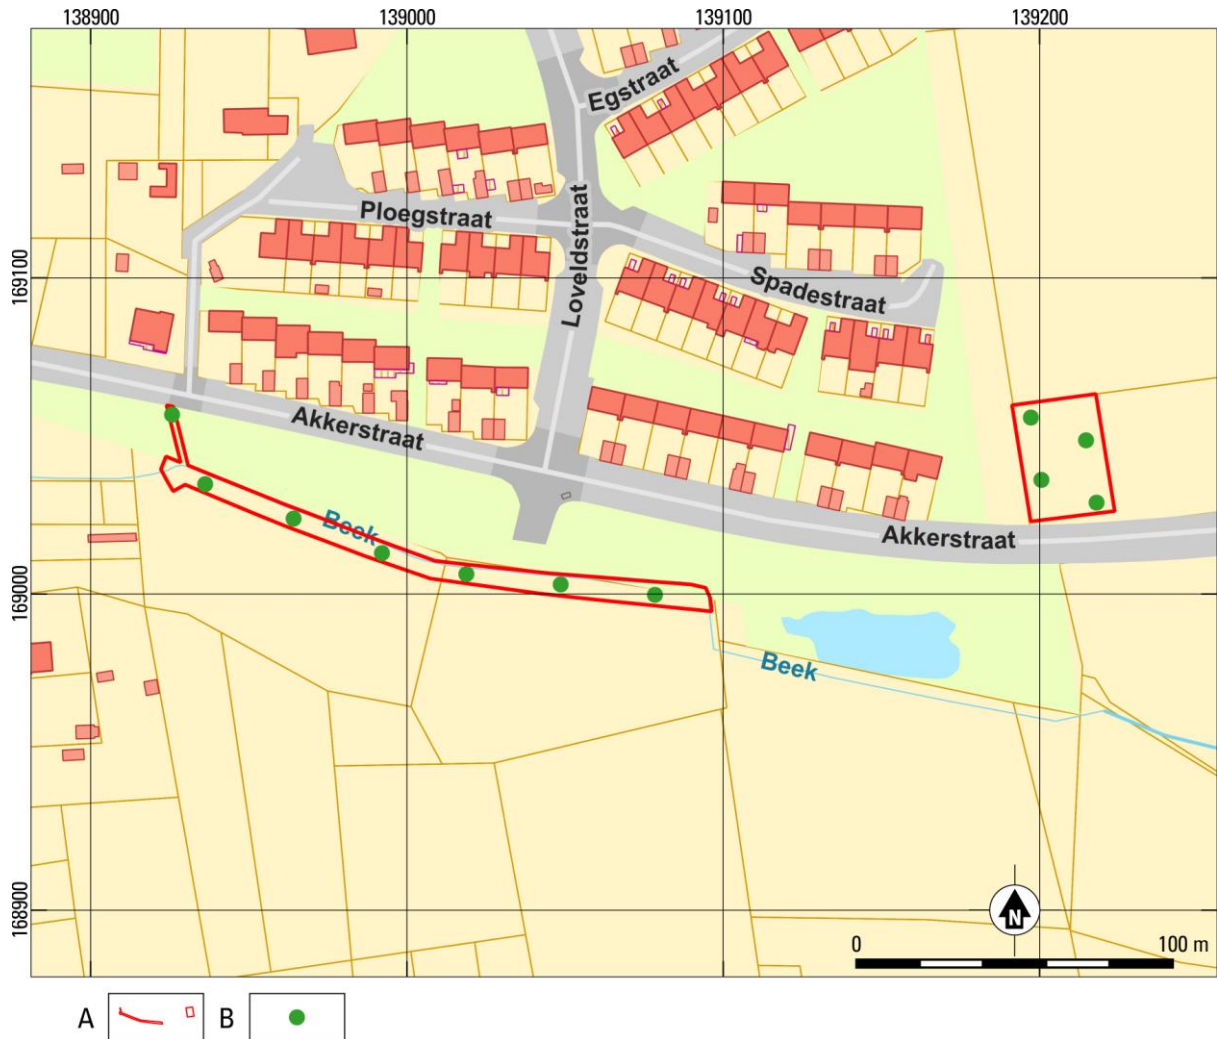 138900 139000 139100 139200
Egstraat
Ploegstraat
Loveldstraat
Spadestraat
169100
Akkerstraat
Akkerstraat
Beek
169000
Beek
168900
N
0 100 m
A B